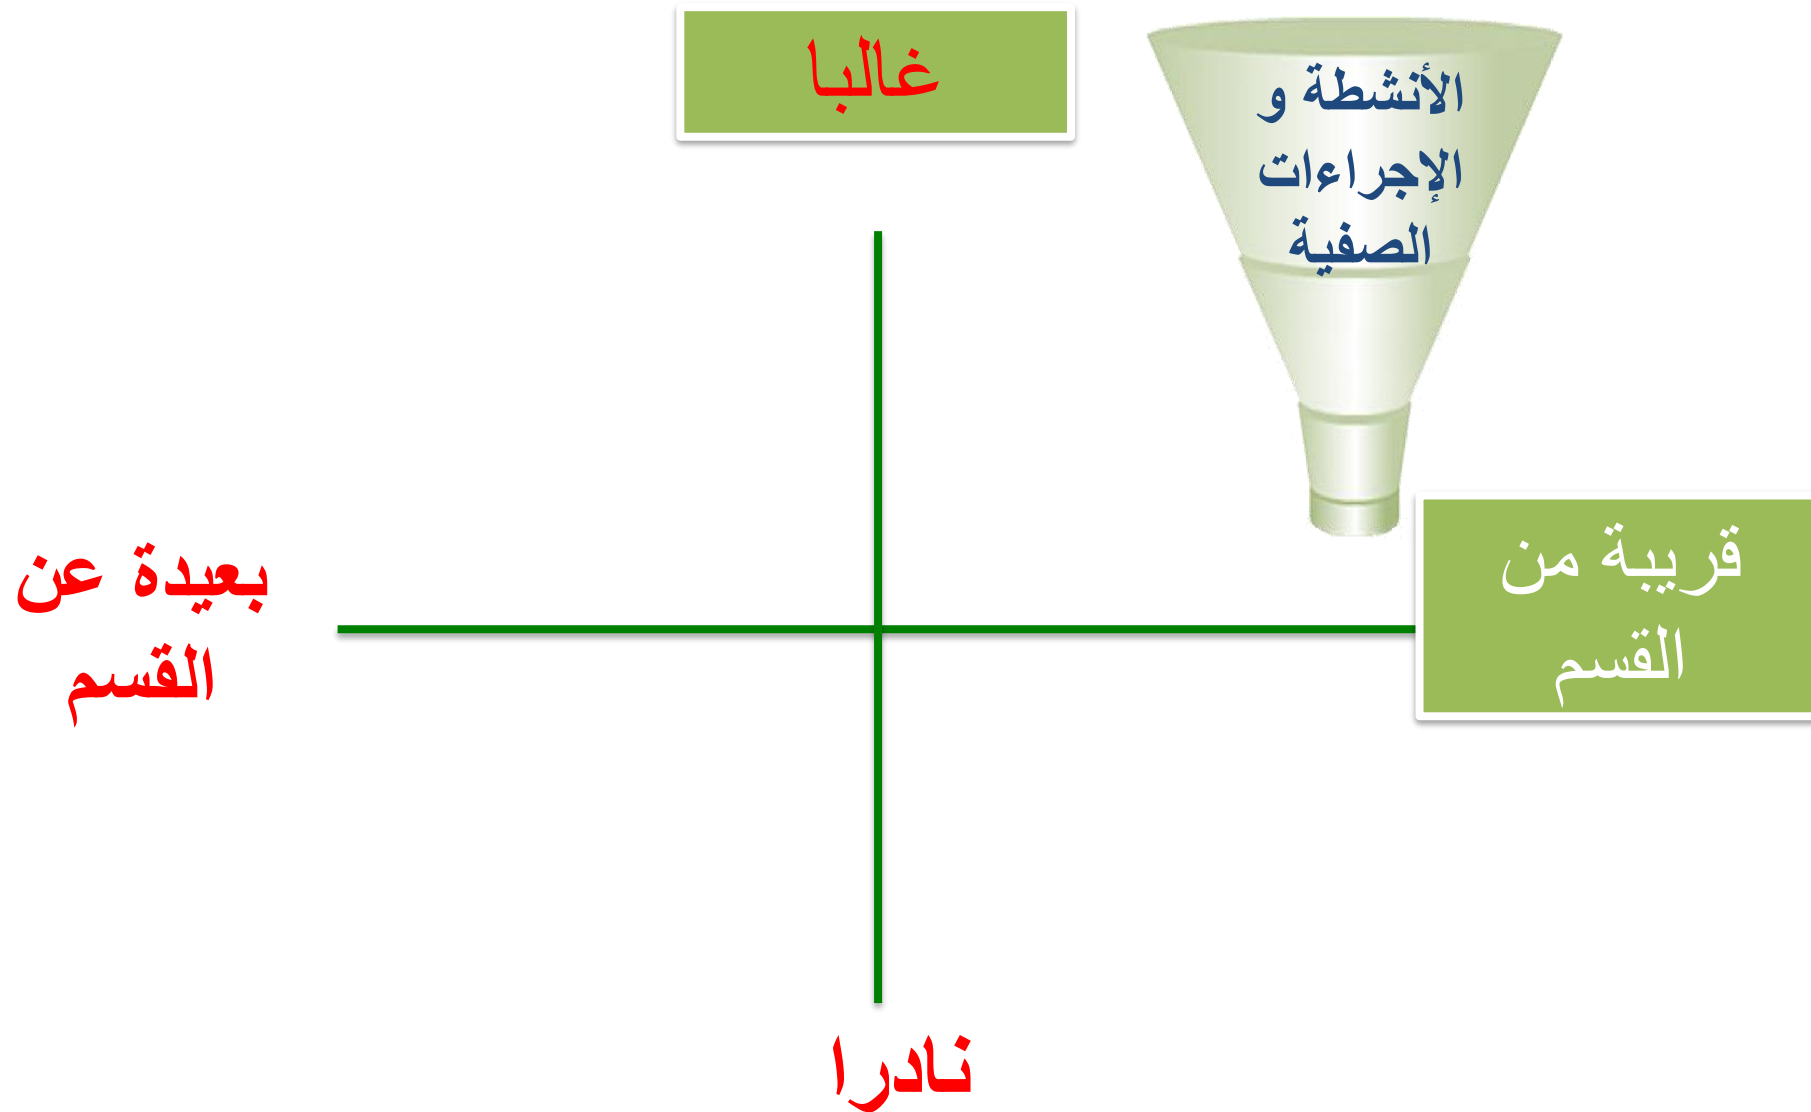 غالبا
الأنشطة و
الإجراءات
الصفية
قريبة من
القسم
بعيدة عن
القسم
نادرا